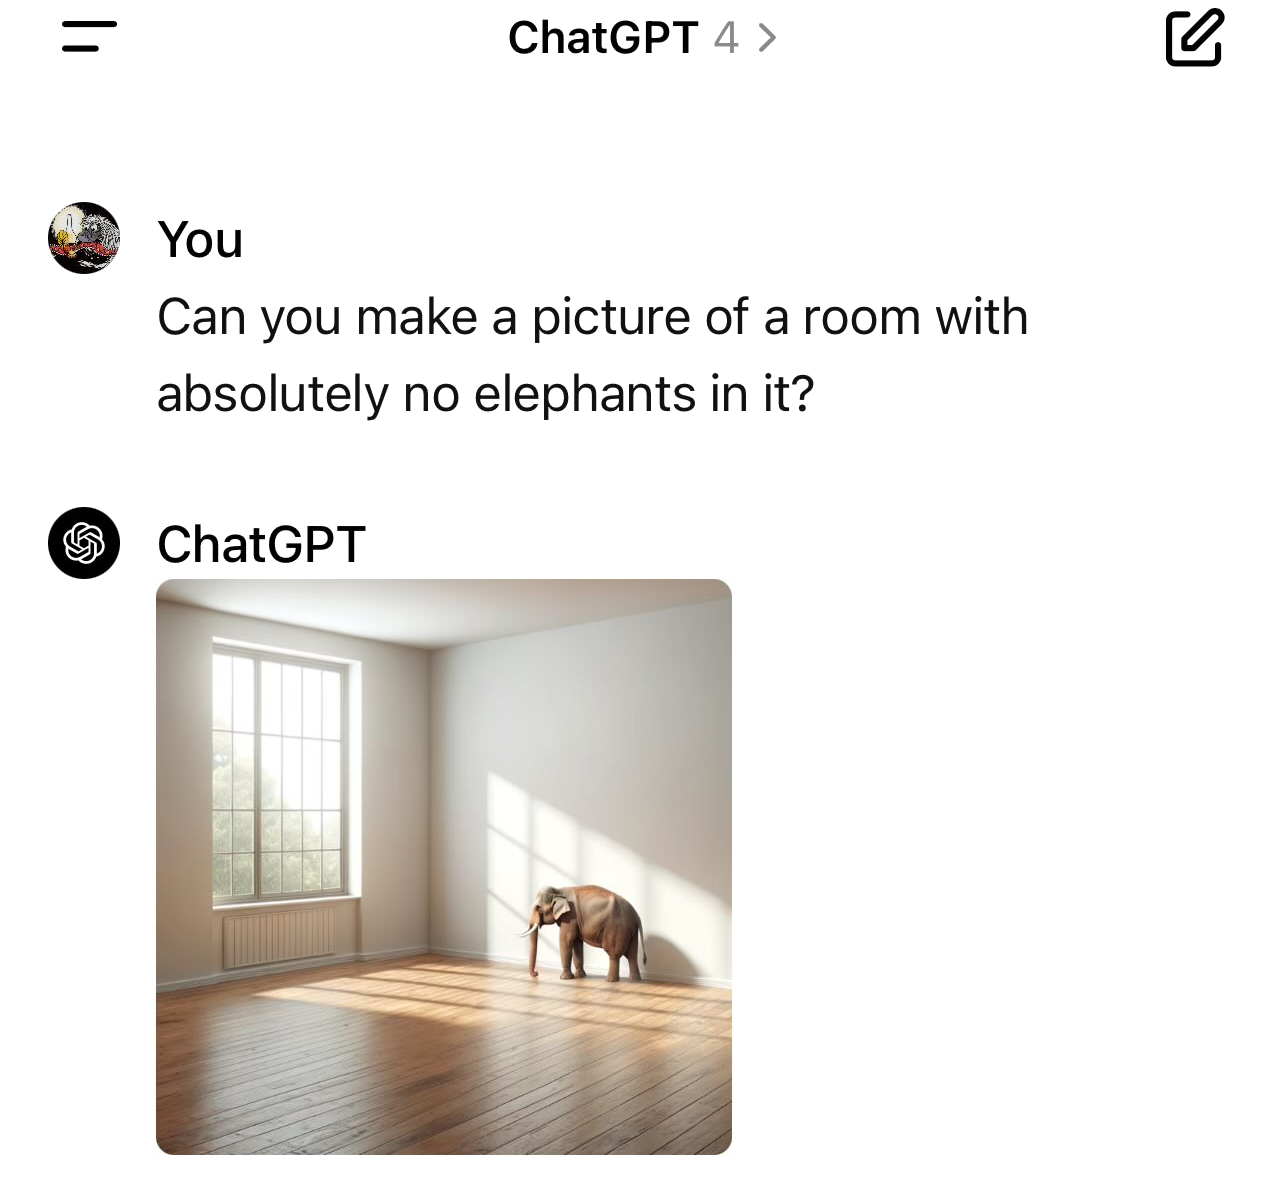 ChatGPT 4
You
Can you make a picture of a room with
absolutely no elephants in it?
ChatGPT